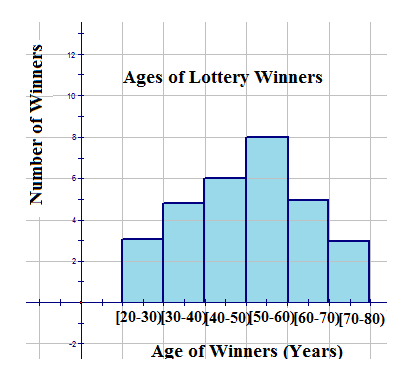 Ages of Lottery Winners
Number of Winners
12
10
8
6
4
2
-2
[20-30)[30-40)[40-50)[50-60)[60-70)[70-80)
Age of Winners (Years)